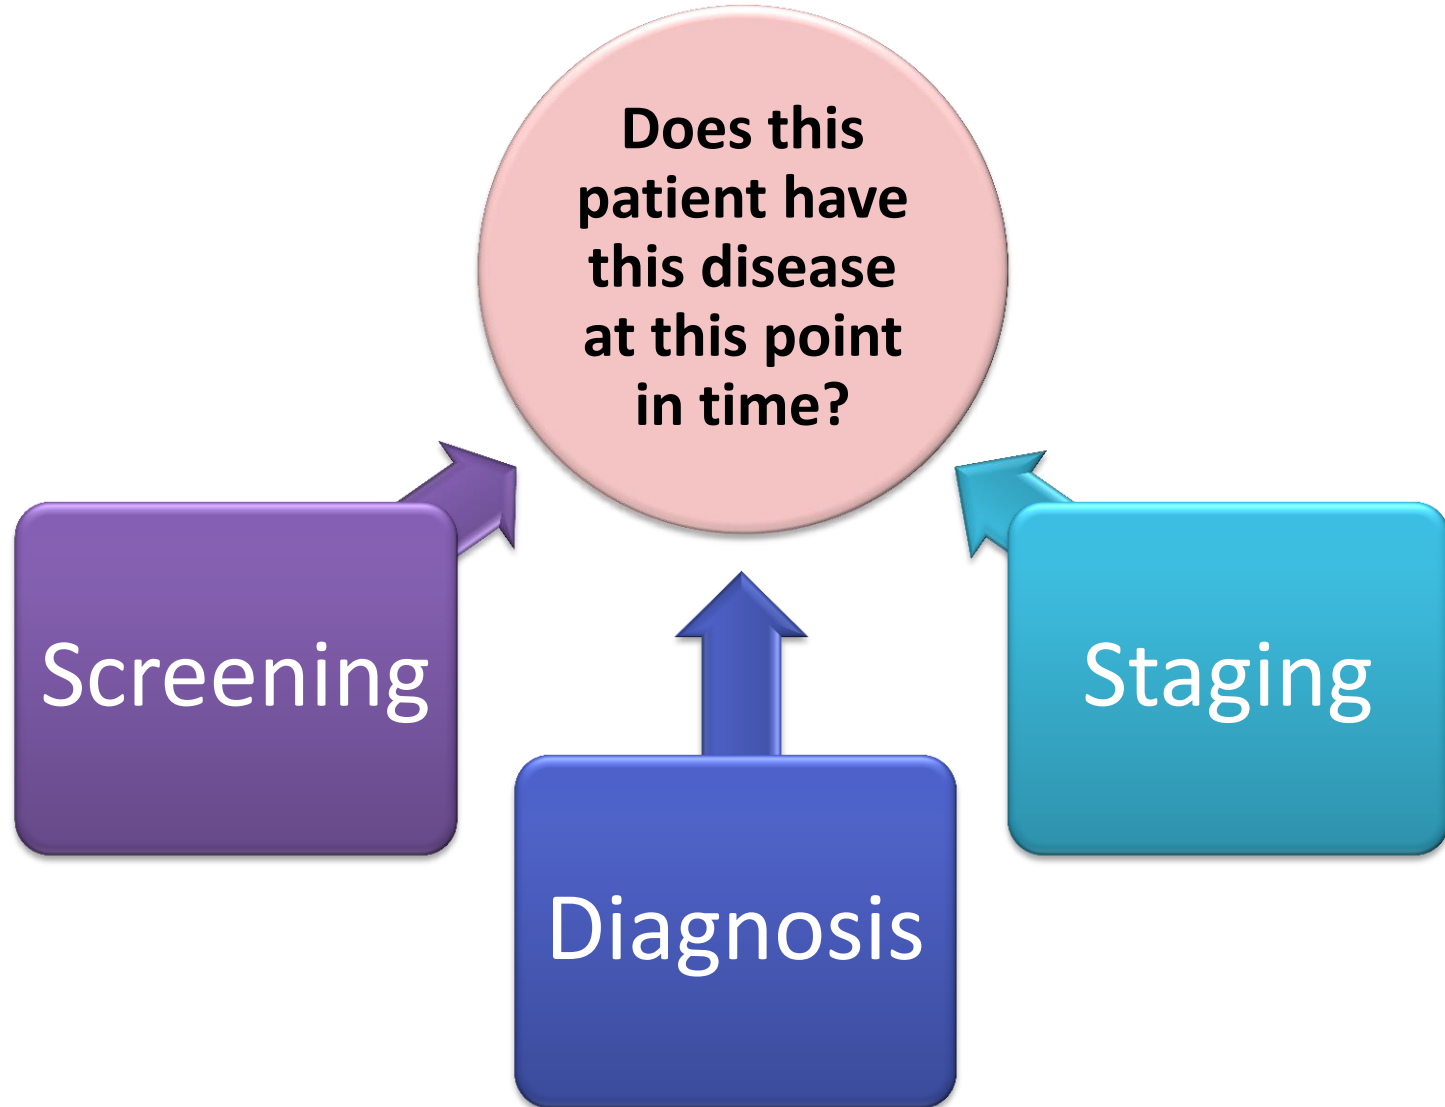 Does this
patient have
this disease
at this point
in time?
Screening
Staging
Diagnosis